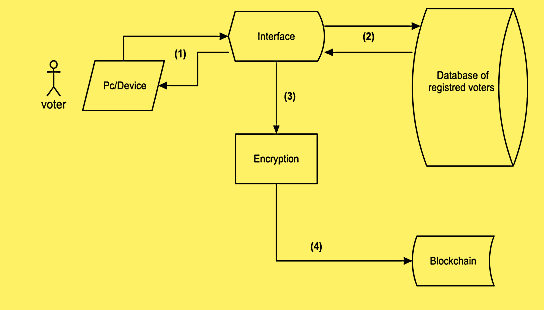 Interface
(1)
(2)
Pc/Device
voter
Database of
registred voters
(3)
Encryption
(4)
Blockchain